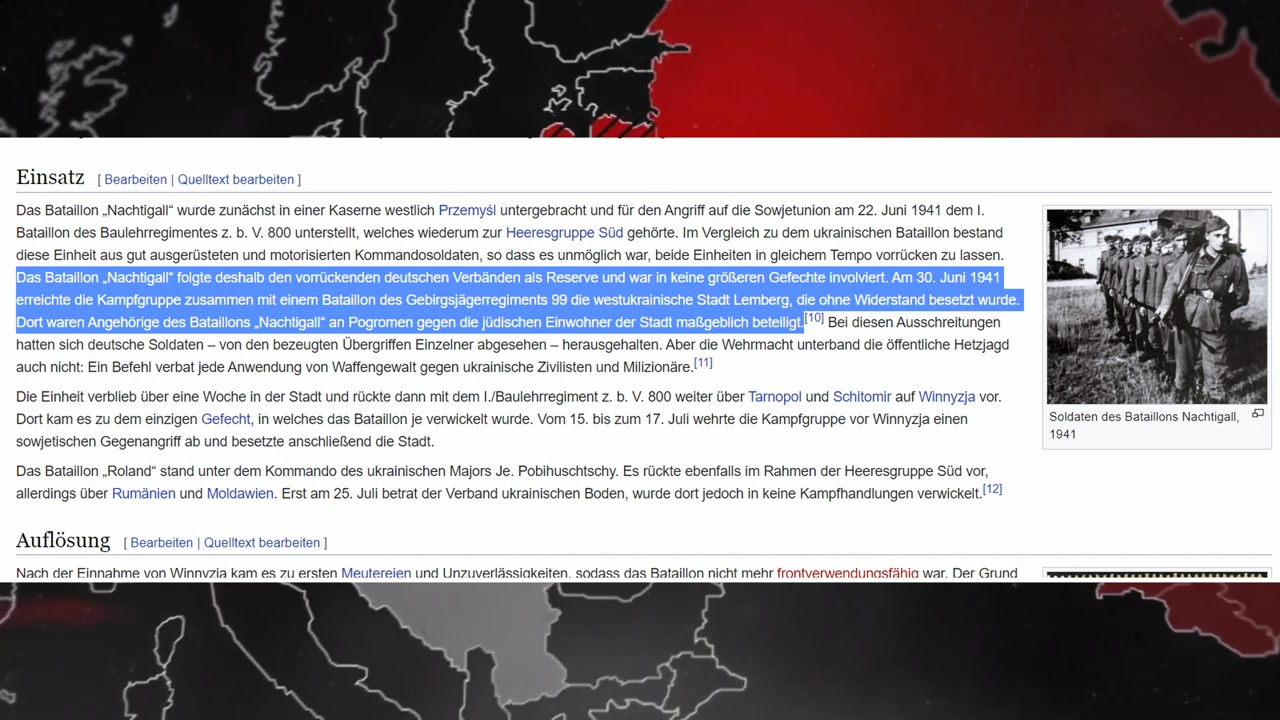 Einsatz [ Bearbeiten | Quelltext bearbeiten ]
Das Bataillon „Nachtigall“ wurde zunächst in einer Kaserne westlich Przemyśl untergebracht und für den Angriff auf die Sowjetunion am 22. Juni 1941 dem I.
Bataillon des Baulehrregimentes z. b. V. 800 unterstellt, welches wiederum zur Heeresgruppe Süd gehörte. Im Vergleich zu dem ukrainischen Bataillon bestand
diese Einheit aus gut ausgerüsteten und motorisierten Kommandosoldaten, so dass es unmöglich war, beide Einheiten in gleichem Tempo vorrücken zu lassen.
Das Bataillon „Nachtigall“ folgte deshalb den vorrückenden deutschen Verbänden als Reserve und war in keine größeren Gefechte involviert. Am 30. Juni 1941
erreichte die Kampfgruppe zusammen mit einem Bataillon des Gebirgsjägerregiments 99 die westukrainische Stadt Lemberg, die ohne Widerstand besetzt wurde.
Dort waren Angehörige des Bataillons „Nachtigall“ an Pogromen gegen die jüdischen Einwohner der Stadt maßgeblich beteiligt.[10] Bei diesen Ausschreitungen
hatten sich deutsche Soldaten – von den bezeugten Übergriffen Einzelner abgesehen – herausgehalten. Aber die Wehrmacht unterband die öffentliche Hetzjagd
auch nicht: Ein Befehl verbat jede Anwendung von Waffengewalt gegen ukrainische Zivilisten und Milizionäre.[11]
Die Einheit verblieb über eine Woche in der Stadt und rückte dann mit dem I./Baulehrregiment z. b. V. 800 weiter über Tarnopol und Schitomir auf Winnyzja vor.
Dort kam es zu dem einzigen Gefecht, in welches das Bataillon je verwickelt wurde. Vom 15. bis zum 17. Juli wehrte die Kampfgruppe vor Winnyzja einen
sowjetischen Gegenangriff ab und besetzte anschließend die Stadt.
Das Bataillon „Roland“ stand unter dem Kommando des ukrainischen Majors Je. Pobihuschtschy. Es rückte ebenfalls im Rahmen der Heeresgruppe Süd vor,
allerdings über Rumänien und Moldawien. Erst am 25. Juli betrat der Verband ukrainischen Boden, wurde dort jedoch in keine Kampfhandlungen verwickelt.[12]
Soldaten des Bataillons Nachtigall,
1941
Auflösung [ Bearbeiten | Quelltext bearbeiten ]
Nach der Einnahme von Winnyzja kam es zu ersten Meutereien und Unzuverlässigkeiten, sodass das Bataillon nicht mehr frontverwendungsfähig war. Der Grund